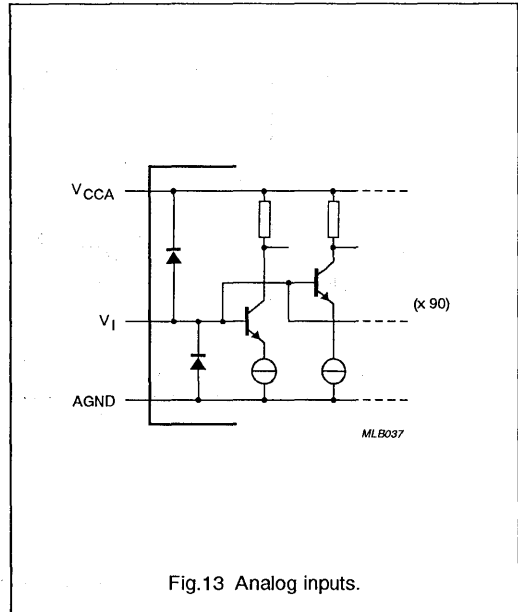 VCCA
(x 90)
VI
AGND
MLB037
Fig.13 Analog inputs.